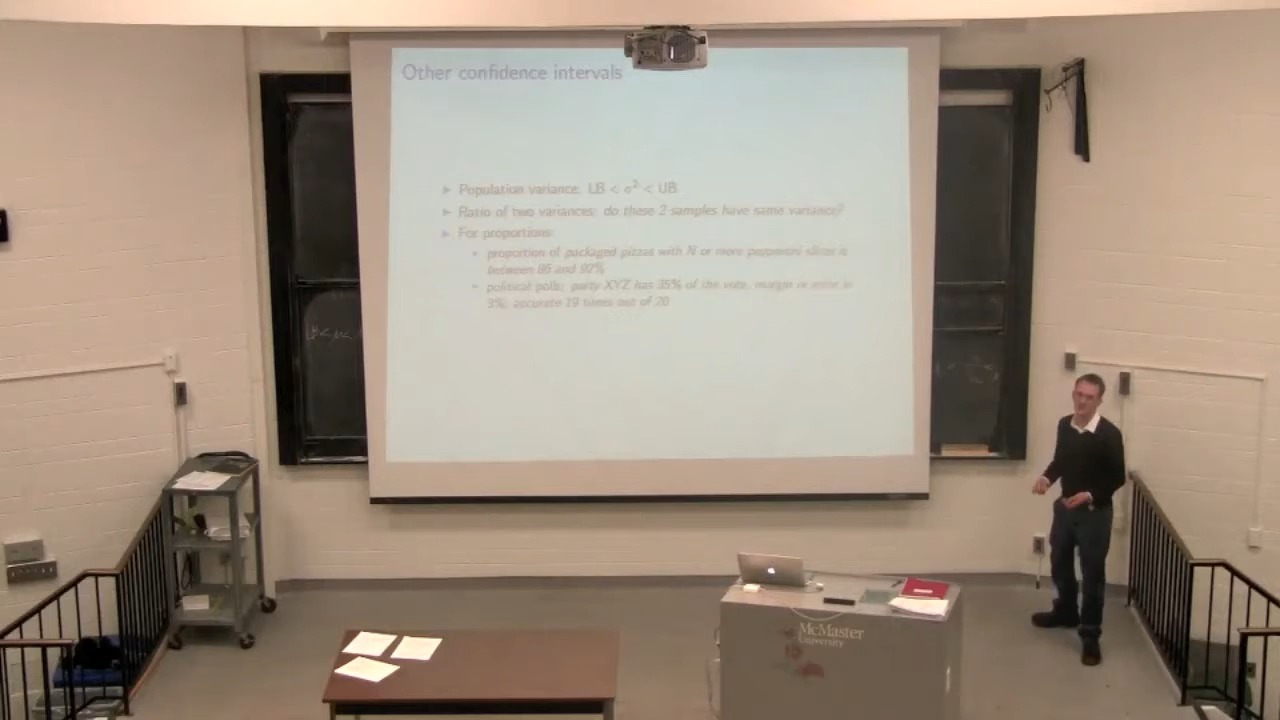 Other confidence intervals
▶ Population variance: LB < σ² < UB
▶ Ratio of two variances: do these 2 samples have same variance?
▶ For proportions:
• proportion of packaged pizzas with N or more pepperoni slices is
between 86 and 92%
• political polls: party XYZ has 35% of the vote, margin of error is
3%; accurate 19 times out of 20
McMaster
University